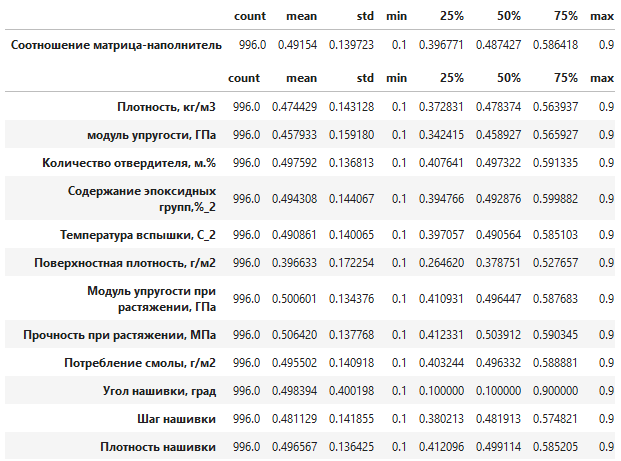 count mean std min 25% 50% 75% max
Соотношение матрица-наполнитель 996.0 0.49154 0.139723 0.1 0.396771 0.487427 0.586418 0.9
count mean std min 25% 50% 75% max
Плотность, кг/м3 996.0 0.474429 0.143128 0.1 0.372831 0.478374 0.563937 0.9
модуль упругости, ГПа 996.0 0.457933 0.159180 0.1 0.342415 0.458927 0.565927 0.9
Количество отвердителя, м.% 996.0 0.497592 0.136813 0.1 0.407641 0.497322 0.591335 0.9
Содержание эпоксидных
групп,%_2 996.0 0.494308 0.144067 0.1 0.394766 0.492876 0.599882 0.9
Температура вспышки, С_2 996.0 0.490861 0.140065 0.1 0.397057 0.490564 0.585103 0.9
Поверхностная плотность, г/м2 996.0 0.396633 0.172254 0.1 0.264620 0.378751 0.527657 0.9
Модуль упругости при
растяжении, ГПа 996.0 0.500601 0.134376 0.1 0.410931 0.496447 0.587683 0.9
Прочность при растяжении, МПа 996.0 0.506420 0.137768 0.1 0.412331 0.503912 0.590345 0.9
Потребление смолы, г/м2 996.0 0.495502 0.140918 0.1 0.403244 0.496332 0.588881 0.9
Угол нашивки, град 996.0 0.498394 0.400198 0.1 0.100000 0.100000 0.900000 0.9
Шаг нашивки 996.0 0.481129 0.141855 0.1 0.380213 0.481913 0.574821 0.9
Плотность нашивки 996.0 0.496567 0.136425 0.1 0.412096 0.499114 0.585205 0.9